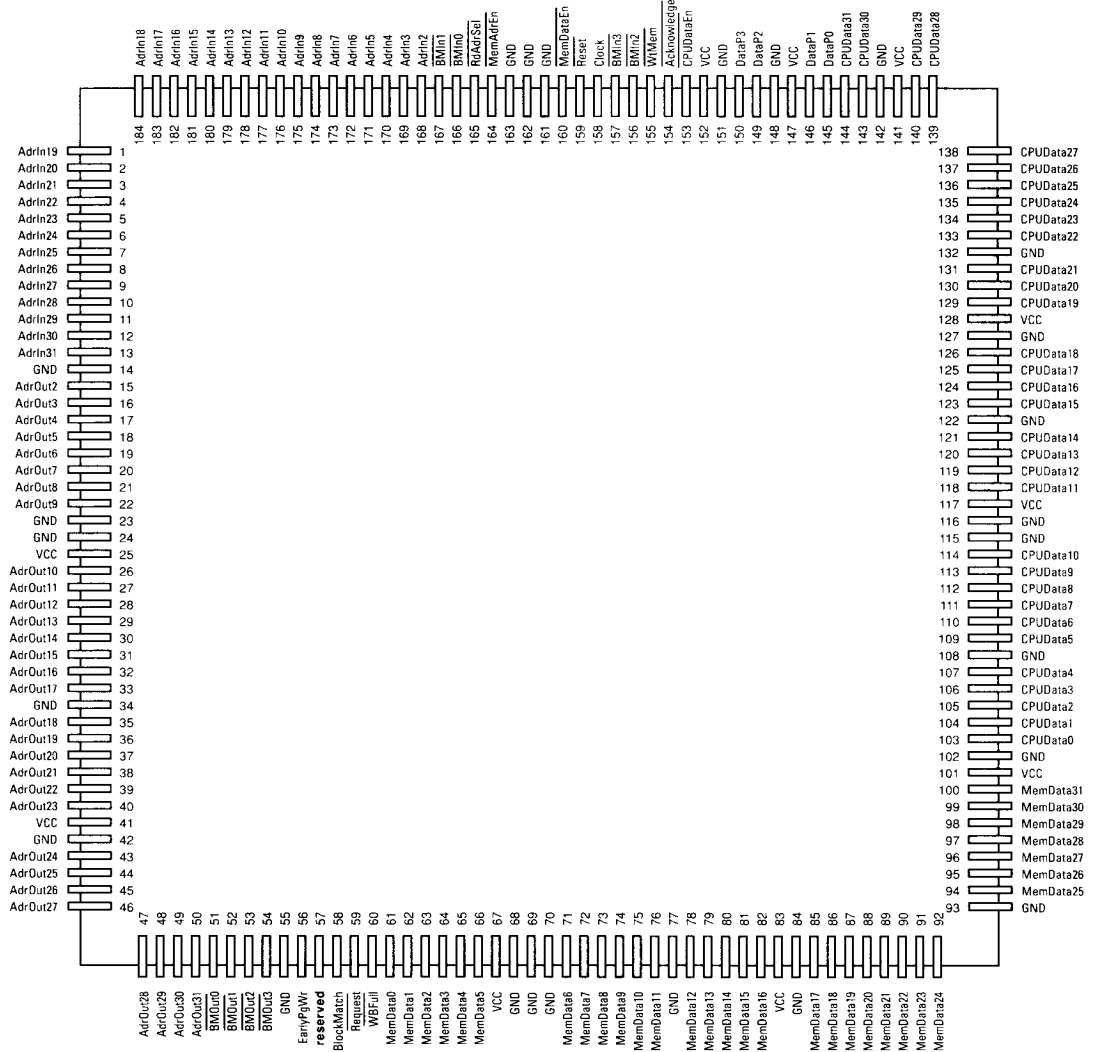 AdrIn18 184
AdrIn17 183
AdrIn16 182
AdrIn15 181
AdrIn14 180
AdrIn13 179
AdrIn12 178
AdrIn11 177
AdrIn10 176
AdrIn9 175
AdrIn8 174
AdrIn7 173
AdrIn6 172
AdrIn5 171
AdrIn4 170
AdrIn3 169
AdrIn2 168
BMIn1 167
BMIn0 166
RdAdrSel 165
MemAdrEn 164
GND 163
GND 162
GND 161
MemDataEn 160
Reset 159
Clock 158
BMIn3 157
BMIn2 156
WtMem 155
Acknowledge 154
CPUDataEn 153
VCC 152
GND 151
DataP3 150
DataP2 149
GND 148
VCC 147
DataP1 146
DataP0 145
CPUData31 144
CPUData30 143
GND 142
VCC 141
CPUData29 140
CPUData28 139
AdrIn19 1
AdrIn20 2
AdrIn21 3
AdrIn22 4
AdrIn23 5
AdrIn24 6
AdrIn25 7
AdrIn26 8
AdrIn27 9
AdrIn28 10
AdrIn29 11
AdrIn30 12
AdrIn31 13
GND 14
AdrOut2 15
AdrOut3 16
AdrOut4 17
AdrOut5 18
AdrOut6 19
AdrOut7 20
AdrOut8 21
AdrOut9 22
GND 23
GND 24
VCC 25
AdrOut10 26
AdrOut11 27
AdrOut12 28
AdrOut13 29
AdrOut14 30
AdrOut15 31
AdrOut16 32
AdrOut17 33
GND 34
AdrOut18 35
AdrOut19 36
AdrOut20 37
AdrOut21 38
AdrOut22 39
AdrOut23 40
VCC 41
GND 42
AdrOut24 43
AdrOut25 44
AdrOut26 45
AdrOut27 46
138 CPUData27
137 CPUData26
136 CPUData25
135 CPUData24
134 CPUData23
133 CPUData22
132 GND
131 CPUData21
130 CPUData20
129 CPUData19
128 VCC
127 GND
126 CPUData18
125 CPUData17
124 CPUData16
123 CPUData15
122 GND
121 CPUData14
120 CPUData13
119 CPUData12
118 CPUData11
117 VCC
116 GND
115 GND
114 CPUData10
113 CPUData9
112 CPUData8
111 CPUData7
110 CPUData6
109 CPUData5
108 GND
107 CPUData4
106 CPUData3
105 CPUData2
104 CPUData1
103 CPUData0
102 GND
101 VCC
100 MemData31
99 MemData30
98 MemData29
97 MemData28
96 MemData27
95 MemData26
94 MemData25
93 GND
47 AdrOut28
48 AdrOut29
49 AdrOut30
50 AdrOut31
51 BMOut0
52 BMOut1
53 BMOut2
54 BMOut3
55 GND
56 EarlyPgWr
57 reserved
58 BlockMatch
59 Request
60 WBFull
61 MemData0
62 MemData1
63 MemData2
64 MemData3
65 MemData4
66 MemData5
67 VCC
68 GND
69 GND
70 GND
71 MemData6
72 MemData7
73 MemData8
74 MemData9
75 MemData10
76 MemData11
77 GND
78 MemData12
79 MemData13
80 MemData14
81 MemData15
82 MemData16
83 VCC
84 GND
85 MemData17
86 MemData18
87 MemData19
88 MemData20
89 MemData21
90 MemData22
91 MemData23
92 MemData24